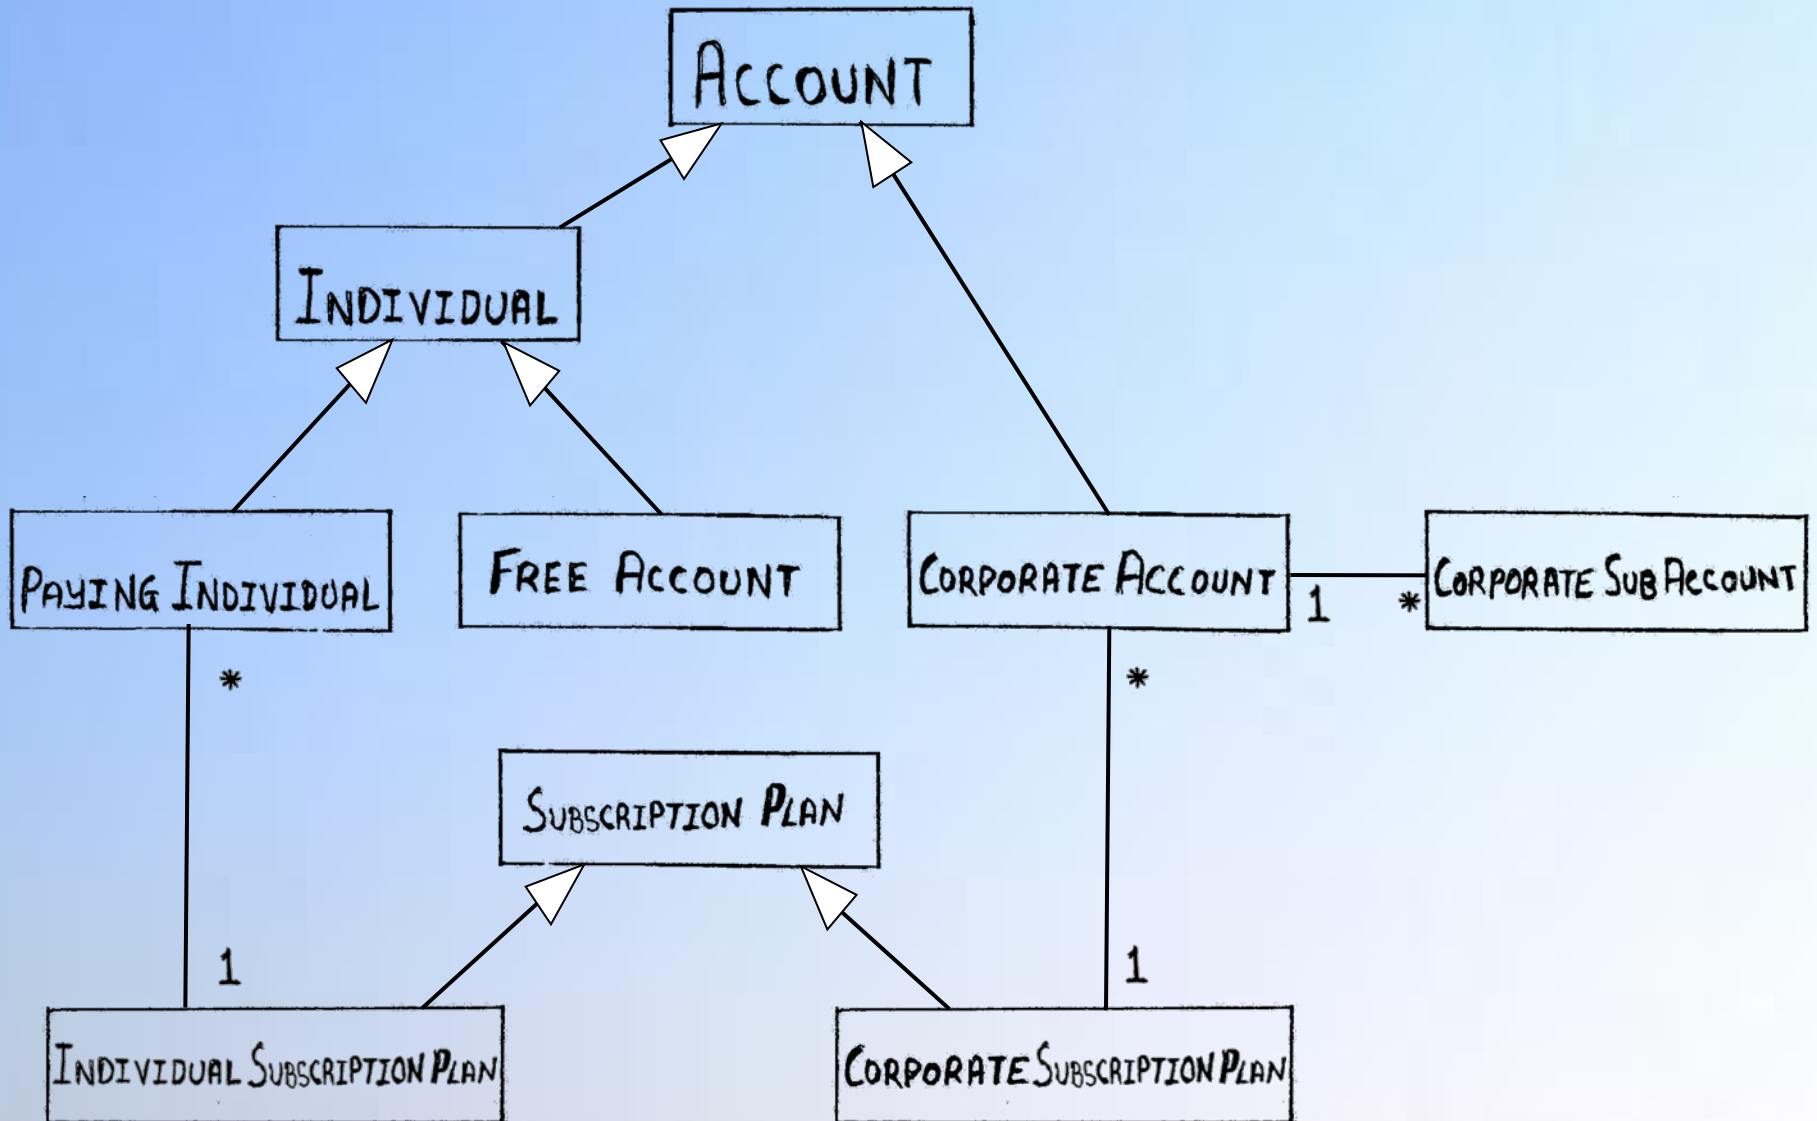 ACCOUNT
INDIVIDUAL
PAYING INDIVIDUAL
FREE ACCOUNT
CORPORATE ACCOUNT
1
*
CORPORATE SUB ACCOUNT
*
*
SUBSCRIPTION PLAN
1
1
INDIVIDUAL SUBSCRIPTION PLAN
CORPORATE SUBSCRIPTION PLAN